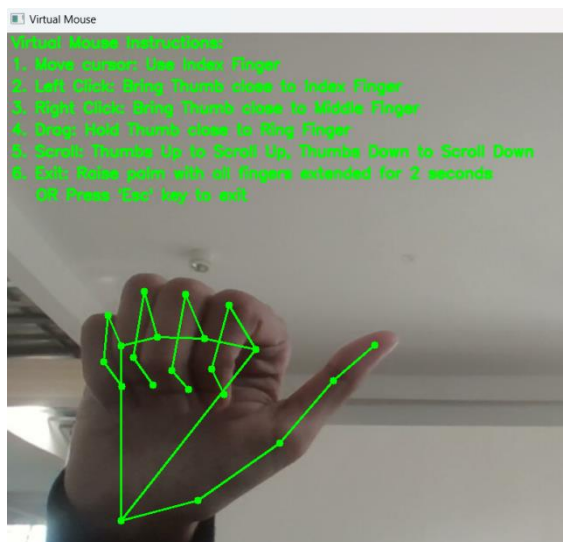 Virtual Mouse
Virtual Mouse Instructions:
1. Move cursor: Use Index Finger
2. Left Click: Bring Thumb close to Index Finger
3. Right Click: Bring Thumb close to Middle Finger
4. Drag: Hold Thumb close to Ring Finger
5. Scroll: Thumbs Up to Scroll Up, Thumbs Down to Scroll Down
6. Exit: Raise palm with all fingers extended for 2 seconds
OR Press 'Esc' key to exit